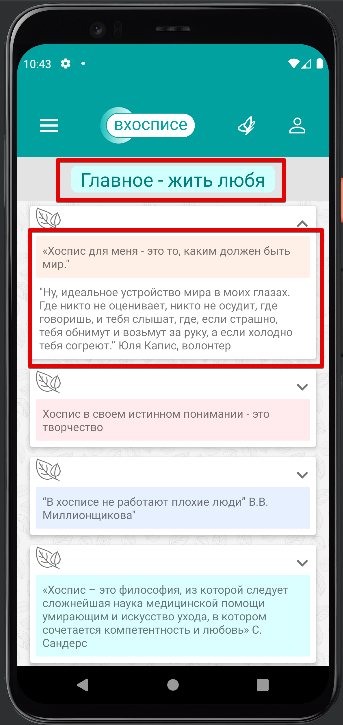 10:43
вхосписе
Главное - жить любя
«Хоспис для меня - это то, каким должен быть
мир."
"Ну, идеальное устройство мира в моих глазах.
Где никто не оценивает, никто не осудит, где
говоришь, и тебя слышат, где, если страшно,
тебя обнимут и возьмут за руку, а если холодно
тебя согреют." Юля Капис, волонтер
Хоспис в своем истинном понимании - это
творчество
"В хосписе не работают плохие люди" В.В.
Миллионщикова"
«Хоспис – это философия, из которой следует
сложнейшая наука медицинской помощи
умирающим и искусство ухода, в котором
сочетается компетентность и любовь» С.
Сандерс